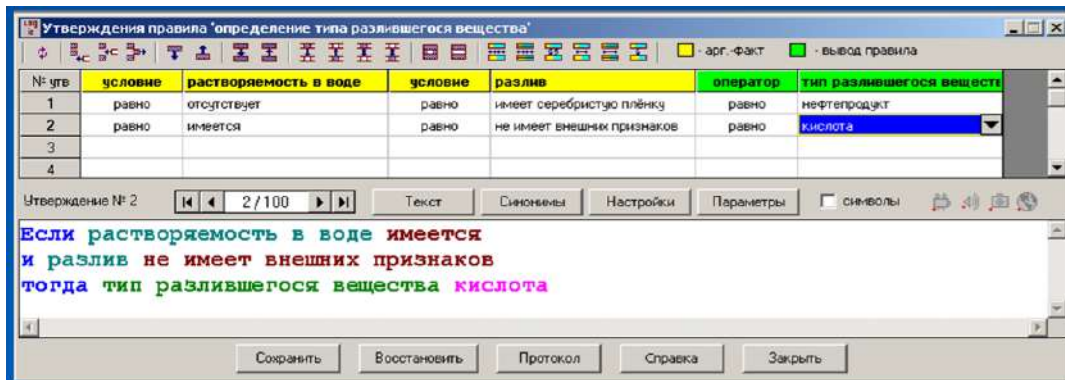 Утверждения правила 'определение типа разлившегося вещества'
- арг.-Факт - вывод правила
№ утв условие растворяемость в воде условие разлив оператор тип разлившегося веществ
1 равно отсутствует равно имеет серебристую плёнку равно нефтепродукт
2 равно имеется равно не имеет внешних признаков равно кислота
3
4
Утверждение № 2 2/100 Текст Синонимы Настройки Параметры символы
Если растворяемость в воде имеется
и разлив не имеет внешних признаков
тогда тип разлившегося вещества кислота
Сохранить Восстановить Протокол Справка Закрыть